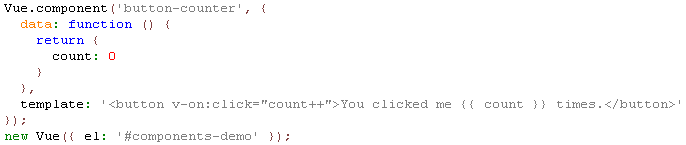 Vue.component('button-counter', {
  data: function () {
    return {
      count: 0
    }
  },
  template: '<button v-on:click="count++">You clicked me {{ count }} times.</button>'
});
new Vue({ el: '#components-demo' });